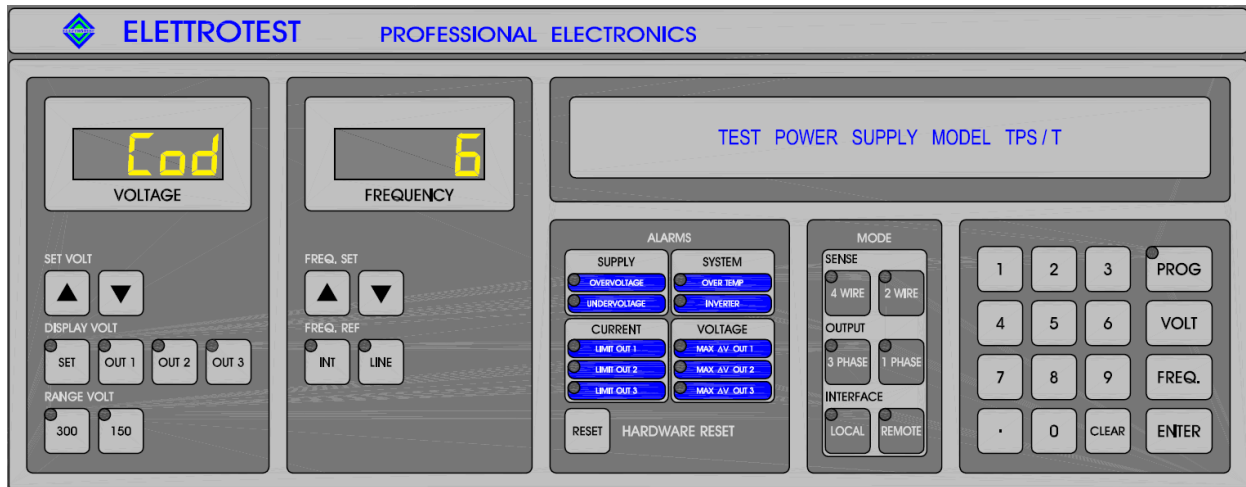 ELETTROTEST PROFESSIONAL ELECTRONICS
Cod
VOLTAGE
SET VOLT
DISPLAY VOLT
SET OUT 1 OUT 2 OUT 3
RANGE VOLT
300 150
6
FREQUENCY
FREQ. SET
FREQ. REF
INT LINE
TEST POWER SUPPLY MODEL TPS / T
ALARMS
SUPPLY SYSTEM
OVERVOLTAGE OVER TEMP
UNDERVOLTAGE INVERTER
CURRENT VOLTAGE
LIMIT OUT 1 MAX ΔV OUT 1
LIMIT OUT 2 MAX ΔV OUT 2
LIMIT OUT 3 MAX ΔV OUT 3
RESET HARDWARE RESET
MODE
SENSE
4 WIRE 2 WIRE
OUTPUT
3 PHASE 1 PHASE
INTERFACE
LOCAL REMOTE
1 2 3 PROG
4 5 6 VOLT
7 8 9 FREQ.
. 0 CLEAR ENTER